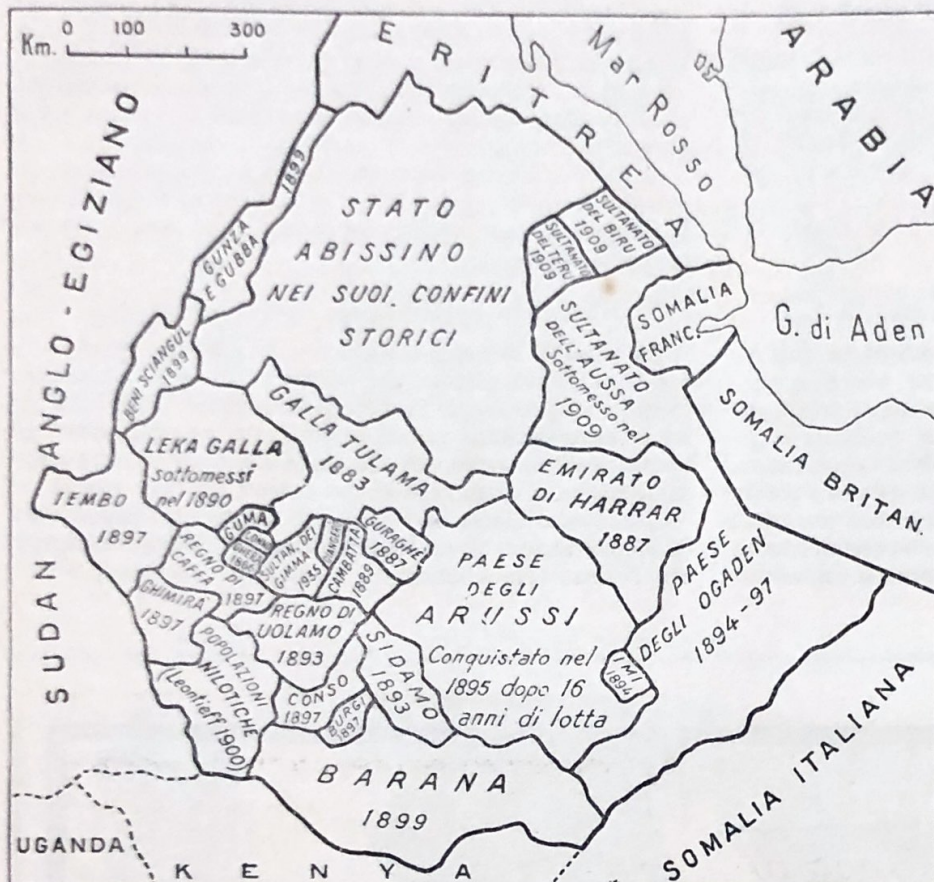 Km. 0 100 300
ERITREA
Mar Rosso
ARABIA
SUDAN ANGLO-EGIZIANO
GUNZA
E GUBBA
1899
STATO
ABISSINO
NEI SUOI CONFINI
STORICI
SULTANATO
DEL BIRU
1909
SULTANATO
DEL TERU
1909
SOMALIA
FRANC.
G. di Aden
BENI SCIANGUL
1899
SULTANATO
DELL'AUSSA
Sottomesso nel
1909
SOMALIA BRITAN.
GALLA TULAMA
1883
LEKA GALLA
sottomessi
nel 1890
EMIRATO
DI HARRAR
1887
TEMBO
1897
GUMA
SULTAN. DEI
GIMMA
1935
CAMBATTA
1889
GURAGHE'
1887
REGNO DI
CAFFA
1897
PAESE
DEGLI
ARUSSI
Conquistato nel
1895 dopo 16
anni di lotta
PAESE
DEGLI OGADEN
1894-97
IMI
1894
GHIMIRA
1897
REGNO DI
UOLAMO
1893
POPOLAZIONI
NILOTICHE
(Leontieff 1900)
CONSO
1897
BURGI
1897
SIDAMO
1893
BARANA
1899
SOMALIA ITALIANA
UGANDA
KENYA